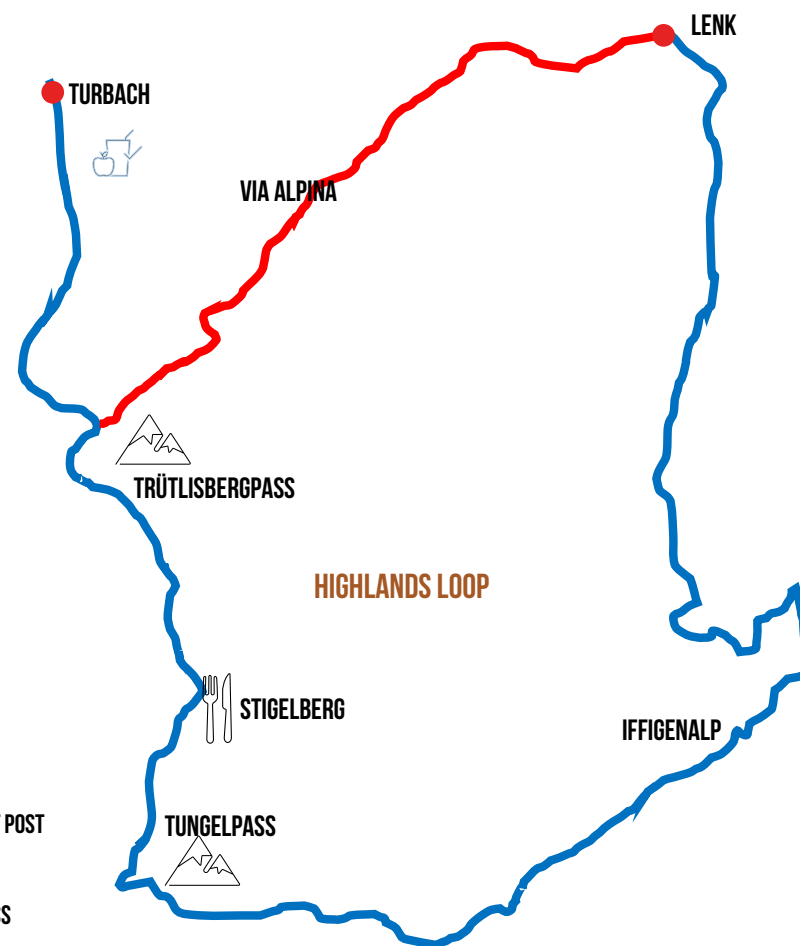 LENK
TURBACH
VIA ALPINA
TRÜTLISBERGPASS
HIGHLANDS LOOP
STIGELBERG
IFFIGENALP
POST
TUNGELPASS